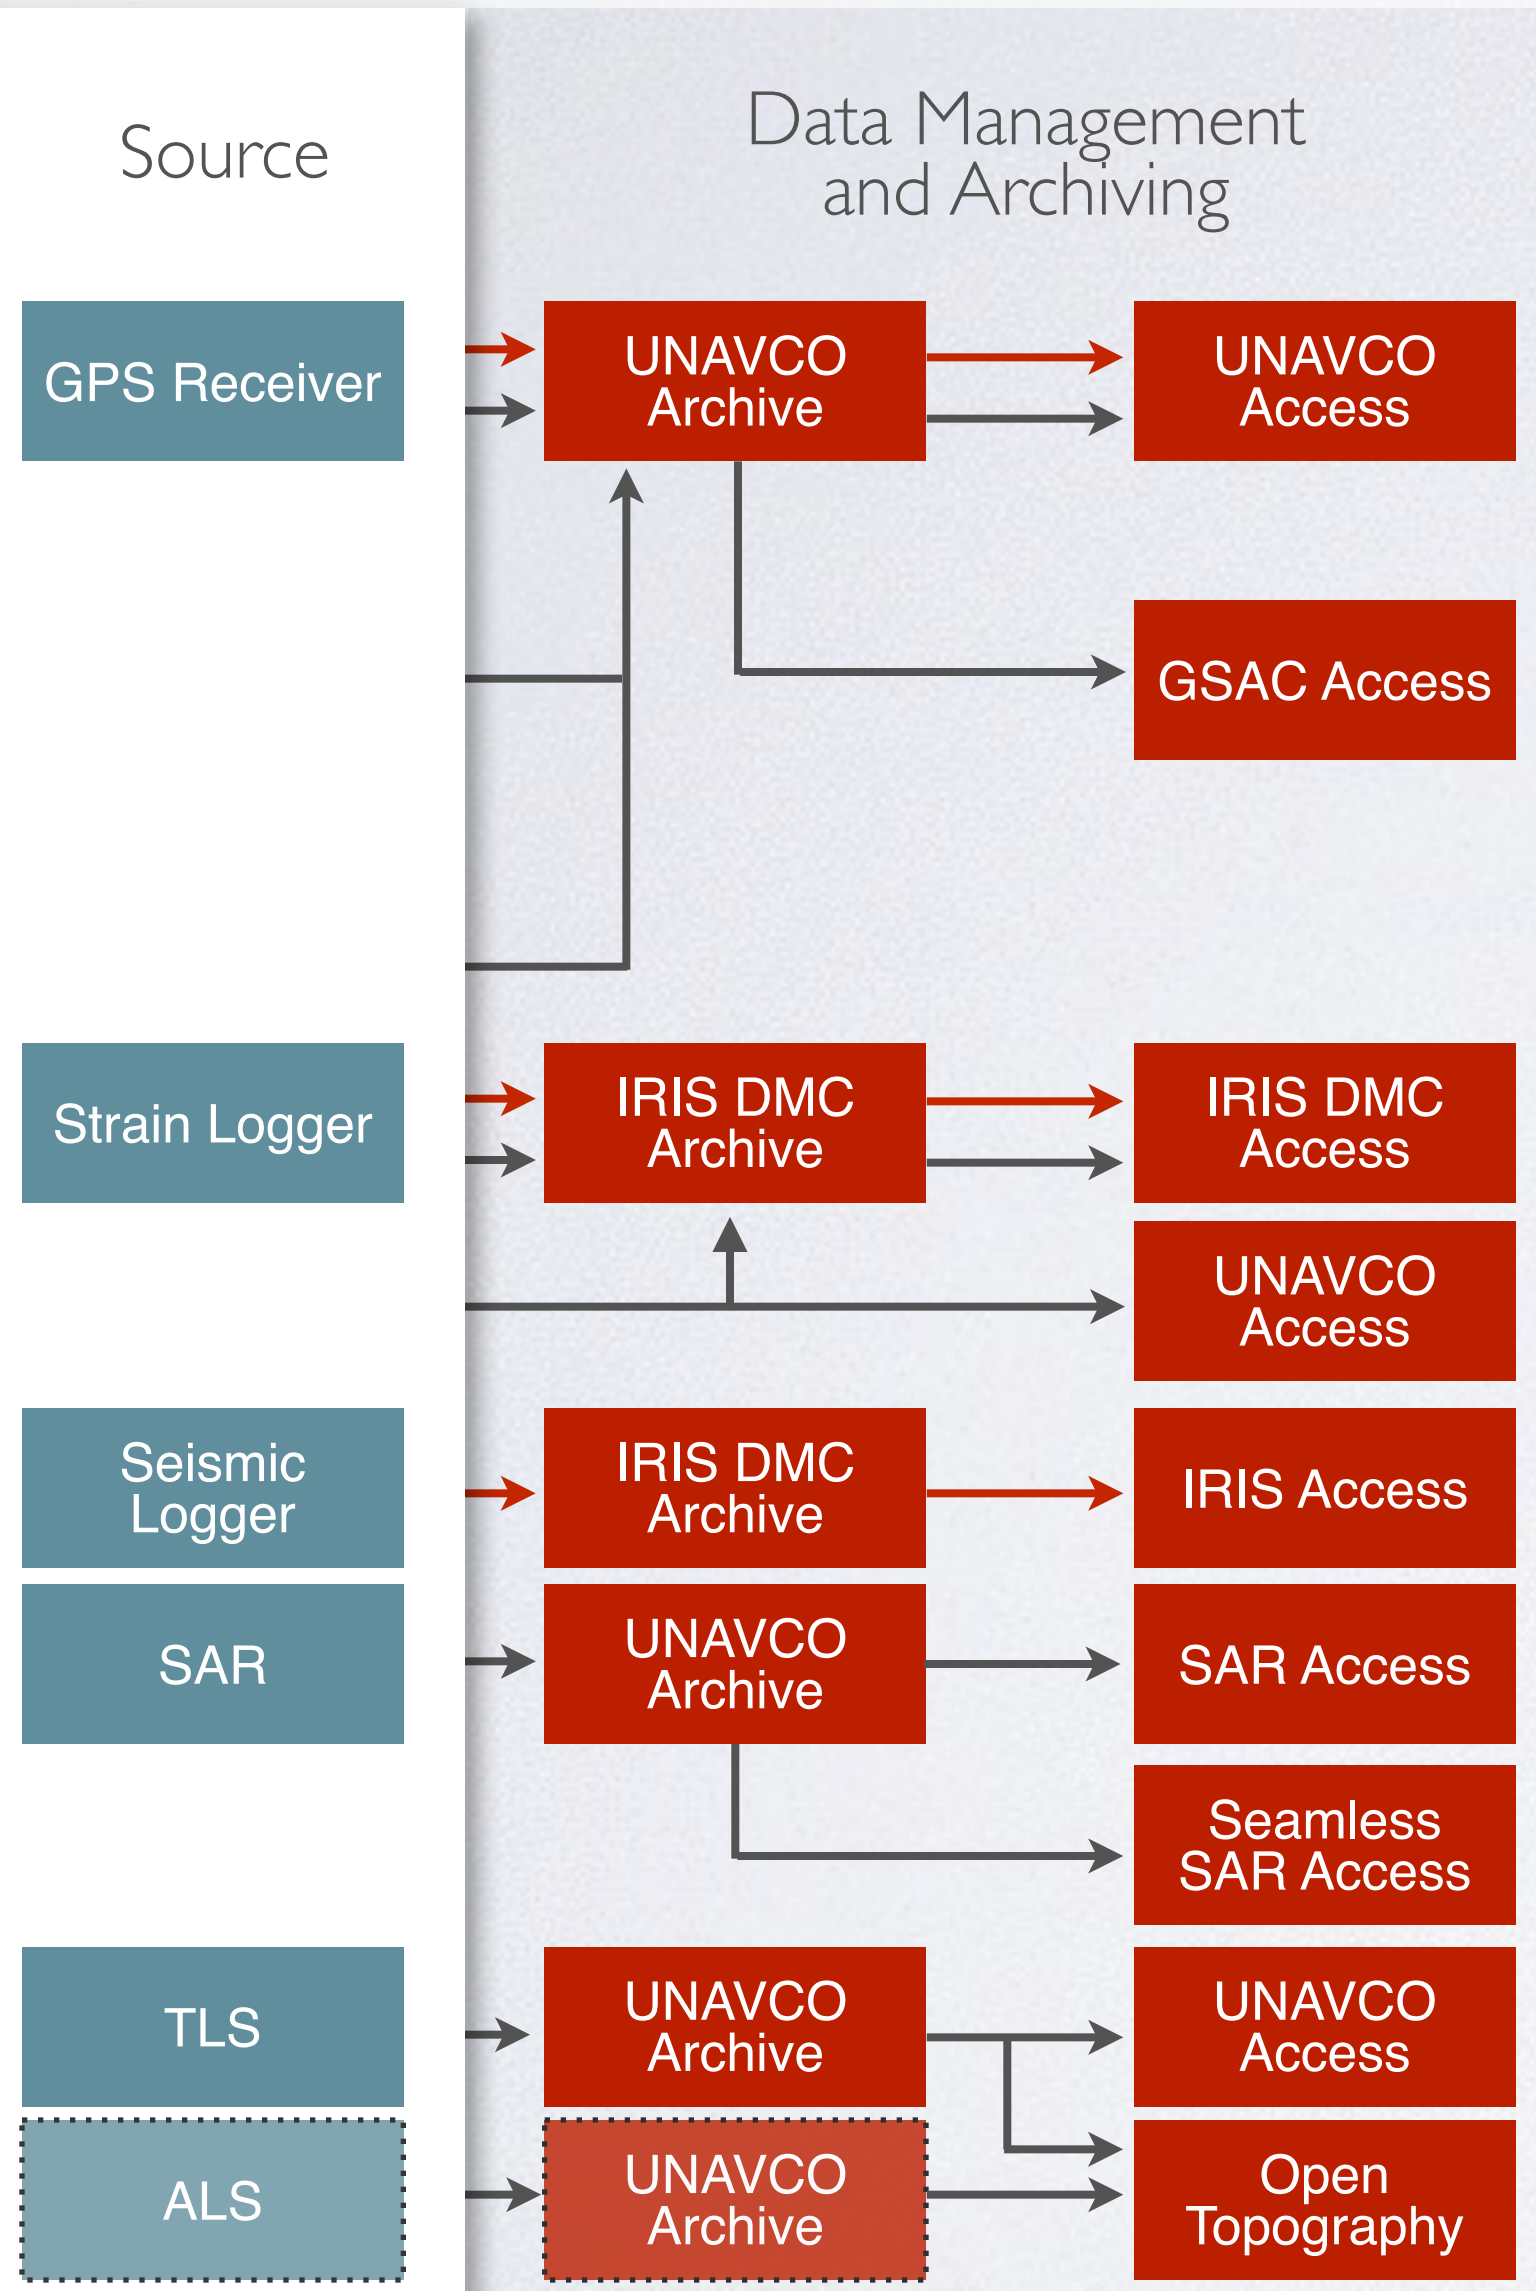 Source
Data Management
and Archiving
GPS Receiver
UNAVCO
Archive
UNAVCO
Access
GSAC Access
Strain Logger
IRIS DMC
Archive
IRIS DMC
Access
UNAVCO
Access
Seismic
Logger
IRIS DMC
Archive
IRIS Access
SAR
UNAVCO
Archive
SAR Access
Seamless
SAR Access
TLS
UNAVCO
Archive
UNAVCO
Access
ALS
UNAVCO
Archive
Open
Topography